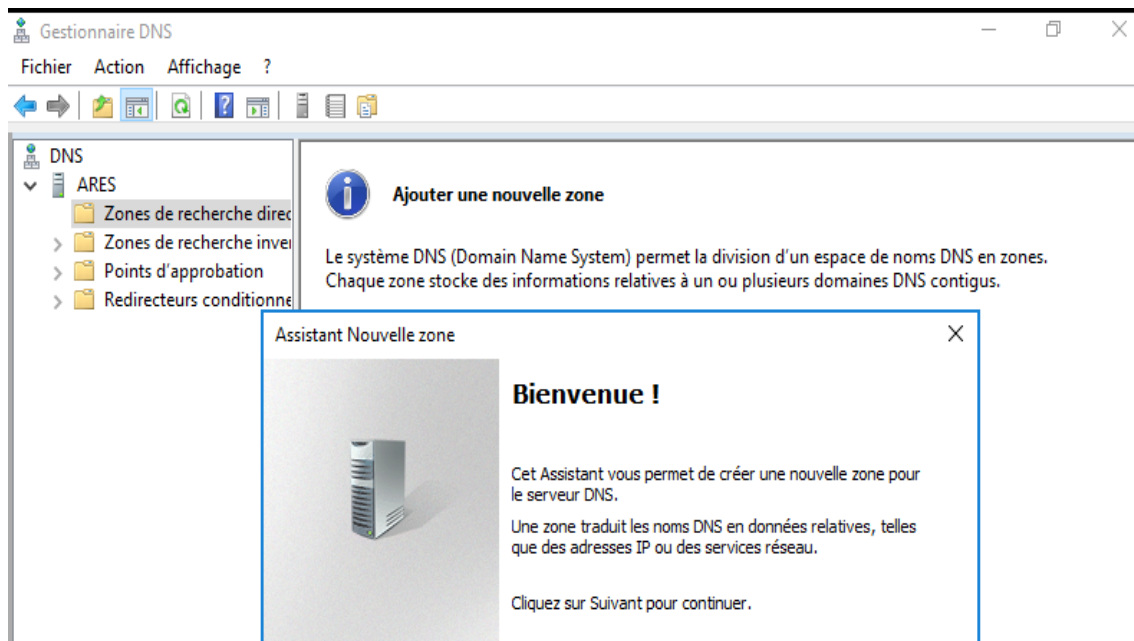 Gestionnaire DNS
Fichier Action Affichage ?
DNS
ARES
Zones de recherche direc
Zones de recherche inver
Points d'approbation
Redirecteurs conditionne
Ajouter une nouvelle zone
Le système DNS (Domain Name System) permet la division d'un espace de noms DNS en zones.
Chaque zone stocke des informations relatives à un ou plusieurs domaines DNS contigus.
Assistant Nouvelle zone
Bienvenue !
Cet Assistant vous permet de créer une nouvelle zone pour
le serveur DNS.
Une zone traduit les noms DNS en données relatives, telles
que des adresses IP ou des services réseau.
Cliquez sur Suivant pour continuer.